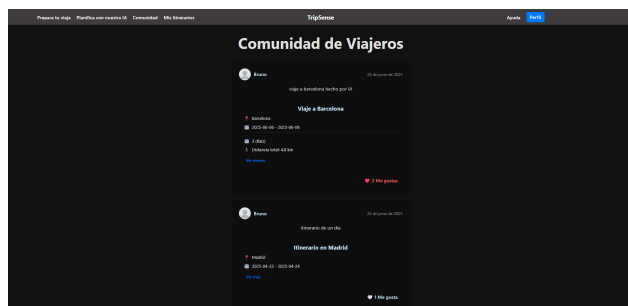 Prepara tu viaje Planifica con nuestra IA Comunidad Mis Itinerarios TripSense Ayuda Perfil
Comunidad de Viajeros
Bruno 24 de junio de 2025
viaje a barcelona hecho por IA
Viaje a Barcelona
Barcelona
2025-06-06 - 2025-06-08
3 día(s)
Distancia total: 4.0 km
Ver menos
2 Me gustas
Bruno 24 de junio de 2025
itinerario de un dia
Itinerario en Madrid
Madrid
2025-04-23 - 2025-04-24
Ver más
1 Me gusta